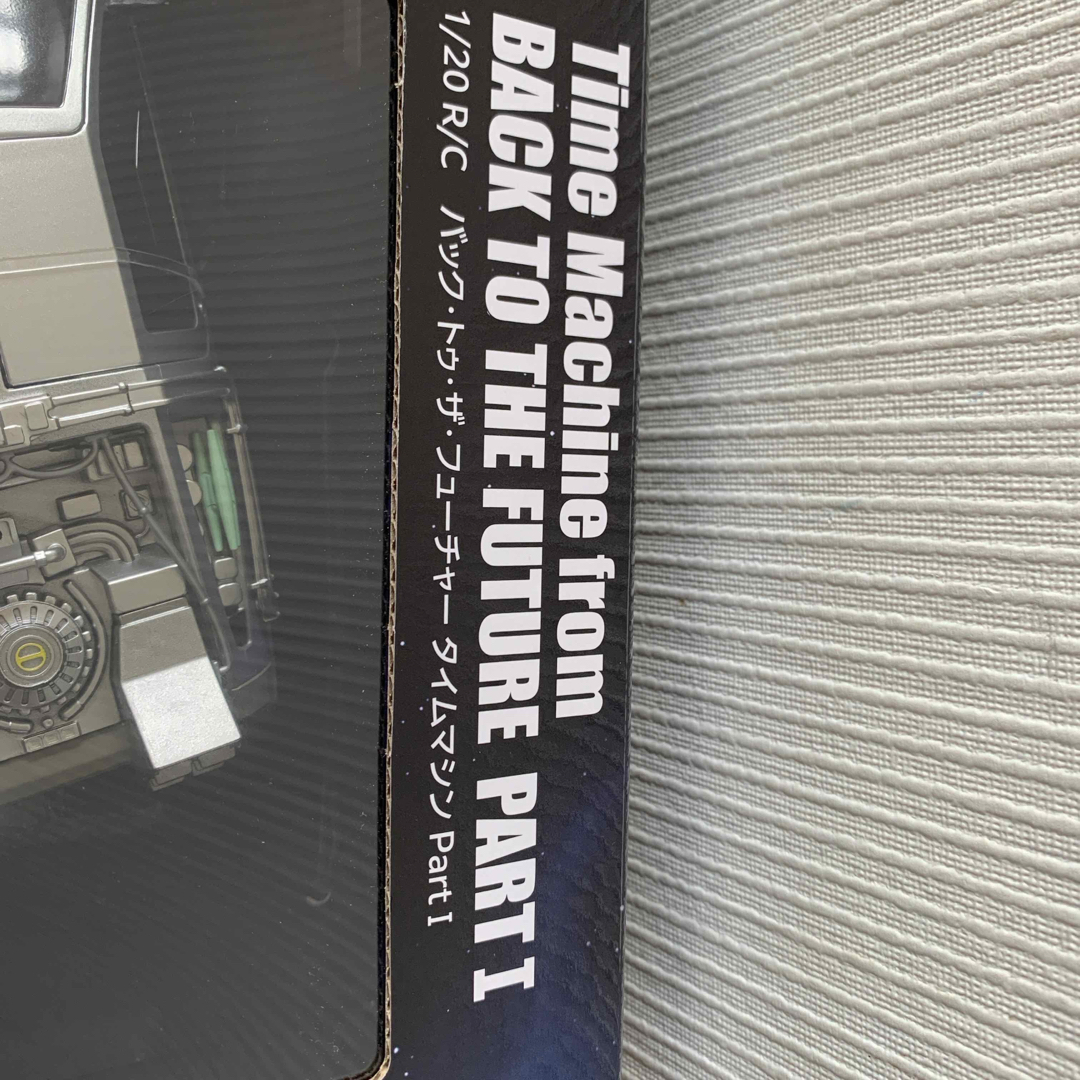 Time Machine from
BACK TO THE FUTURE PART I
1/20 R/C バック・トゥ・ザ・フューチャー タイムマシン Part I